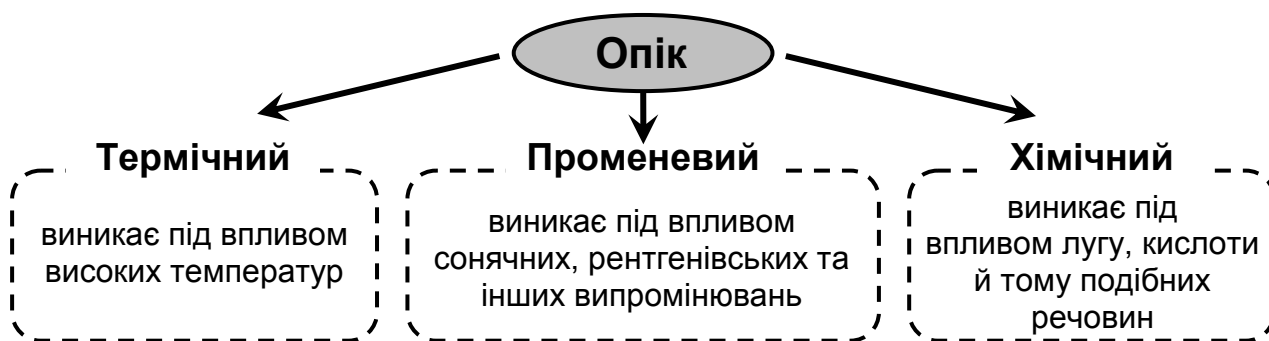 Опік
Термічний
виникає під впливом
високих температур
Променевий
виникає під впливом
сонячних, рентгенівських та
інших випромінювань
Хімічний
виникає під
впливом лугу, кислоти
й тому подібних
речовин